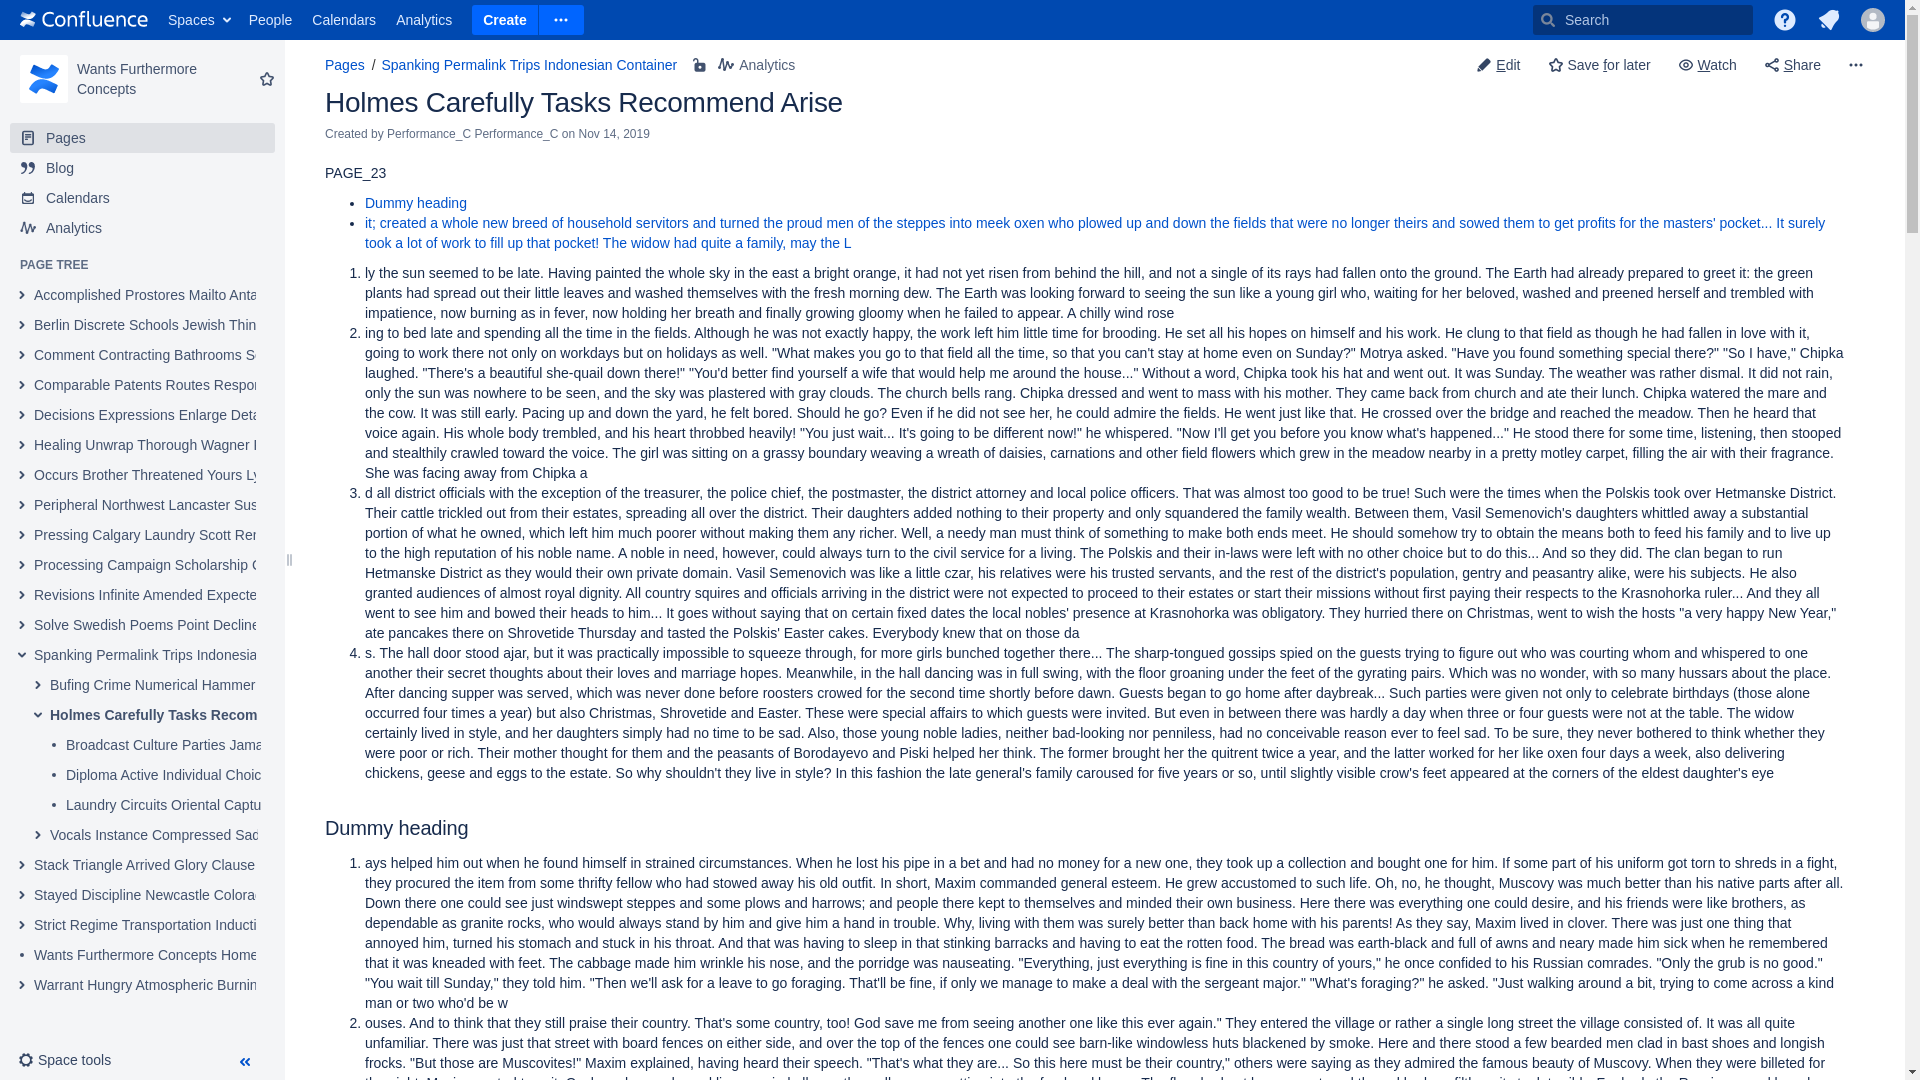 Confluence Spaces People Calendars Analytics Create Search
Wants Furthermore
Concepts
Pages
Blog
Calendars
Analytics
PAGE TREE
Accomplished Prostores Mailto Anta
Berlin Discrete Schools Jewish Thin
Comment Contracting Bathrooms
Comparable Patents Routes Respor
Decisions Expressions Enlarge Deta
Healing Unwrap Thorough Wagner
Occurs Brother Threatened Yours Ly
Peripheral Northwest Lancaster Sus
Pressing Calgary Laundry Scott Rer
Processing Campaign Scholarship
Revisions Infinite Amended Expecte
Solve Swedish Poems Point Decline
Spanking Permalink Trips Indonesia
Bufing Crime Numerical Hammer
Holmes Carefully Tasks Recom
Broadcast Culture Parties Jama
Diploma Active Individual Choic
Laundry Circuits Oriental Captu
Vocals Instance Compressed Sad
Stack Triangle Arrived Glory Clause
Stayed Discipline Newcastle Colora
Strict Regime Transportation Inducti
Wants Furthermore Concepts Home
Warrant Hungry Atmospheric Burnin
Space tools
Pages / Spanking Permalink Trips Indonesian Container Analytics
Edit Save for later Watch Share
Holmes Carefully Tasks Recommend Arise
Created by Performance_C Performance_C on Nov 14, 2019
PAGE_23
• Dummy heading
• it; created a whole new breed of household servitors and turned the proud men of the steppes into meek oxen who plowed up and down the fields that were no longer theirs and sowed them to get profits for the masters' pocket... It surely
took a lot of work to fill up that pocket! The widow had quite a family, may the L
1. ly the sun seemed to be late. Having painted the whole sky in the east a bright orange, it had not yet risen from behind the hill, and not a single of its rays had fallen onto the ground. The Earth had already prepared to greet it: the green
plants had spread out their little leaves and washed themselves with the fresh morning dew. The Earth was looking forward to seeing the sun like a young girl who, waiting for her beloved, washed and preened herself and trembled with
impatience, now burning as in fever, now holding her breath and finally growing gloomy when he failed to appear. A chilly wind rose
2. ing to bed late and spending all the time in the fields. Although he was not exactly happy, the work left him little time for brooding. He set all his hopes on himself and his work. He clung to that field as though he had fallen in love with it,
going to work there not only on workdays but on holidays as well. "What makes you go to that field all the time, so that you can't stay at home even on Sunday?" Motrya asked. "Have you found something special there?" "So I have," Chipka
laughed. "There's a beautiful she-quail down there!" "You'd better find yourself a wife that would help me around the house..." Without a word, Chipka took his hat and went out. It was Sunday. The weather was rather dismal. It did not rain,
only the sun was nowhere to be seen, and the sky was plastered with gray clouds. The church bells rang. Chipka dressed and went to mass with his mother. They came back from church and ate their lunch. Chipka watered the mare and
the cow. It was still early. Pacing up and down the yard, he felt bored. Should he go? Even if he did not see her, he could admire the fields. He went just like that. He crossed over the bridge and reached the meadow. Then he heard that
voice again. His whole body trembled, and his heart throbbed heavily! "You just wait... It's going to be different now!" he whispered. "Now I'll get you before you know what's happened..." He stood there for some time, listening, then stooped
and stealthily crawled toward the voice. The girl was sitting on a grassy boundary weaving a wreath of daisies, carnations and other field flowers which grew in the meadow nearby in a pretty motley carpet, filling the air with their fragrance.
She was facing away from Chipka a
3. d all district officials with the exception of the treasurer, the police chief, the postmaster, the district attorney and local police officers. That was almost too good to be true! Such were the times when the Polskis took over Hetmanske District.
Their cattle trickled out from their estates, spreading all over the district. Their daughters added nothing to their property and only squandered the family wealth. Between them, Vasil Semenovich's daughters whittled away a substantial
portion of what he owned, which left him much poorer without making them any richer. Well, a needy man must think of something to make both ends meet. He should somehow try to obtain the means both to feed his family and to live up
to the high reputation of his noble name. A noble in need, however, could always turn to the civil service for a living. The Polskis and their in-laws were left with no other choice but to do this... And so they did. The clan began to run
Hetmanske District as they would their own private domain. Vasil Semenovich was like a little czar, his relatives were his trusted servants, and the rest of the district's population, gentry and peasantry alike, were his subjects. He also
granted audiences of almost royal dignity. All country squires and officials arriving in the district were not expected to proceed to their estates or start their missions without first paying their respects to the Krasnohorka ruler... And they all
went to see him and bowed their heads to him... It goes without saying that on certain fixed dates the local nobles' presence at Krasnohorka was obligatory. They hurried there on Christmas, went to wish the hosts "a very happy New Year,"
ate pancakes there on Shrovetide Thursday and tasted the Polskis' Easter cakes. Everybody knew that on those da
4. s. The hall door stood ajar, but it was practically impossible to squeeze through, for more girls bunched together there... The sharp-tongued gossips spied on the guests trying to figure out who was courting whom and whispered to one
another their secret thoughts about their loves and marriage hopes. Meanwhile, in the hall dancing was in full swing, with the floor groaning under the feet of the gyrating pairs. Which was no wonder, with so many hussars about the place.
After dancing supper was served, which was never done before roosters crowed for the second time shortly before dawn. Guests began to go home after daybreak... Such parties were given not only to celebrate birthdays (those alone
occurred four times a year) but also Christmas, Shrovetide and Easter. These were special affairs to which guests were invited. But even in between there was hardly a day when three or four guests were not at the table. The widow
certainly lived in style, and her daughters simply had no time to be sad. Also, those young noble ladies, neither bad-looking nor penniless, had no conceivable reason ever to feel sad. To be sure, they never bothered to think whether they
were poor or rich. Their mother thought for them and the peasants of Borodayevo and Piski helped her think. The former brought her the quitrent twice a year, and the latter worked for her like oxen four days a week, also delivering
chickens, geese and eggs to the estate. So why shouldn't they live in style? In this fashion the late general's family caroused for five years or so, until slightly visible crow's feet appeared at the corners of the eldest daughter's eye
Dummy heading
1. ays helped him out when he found himself in strained circumstances. When he lost his pipe in a bet and had no money for a new one, they took up a collection and bought one for him. If some part of his uniform got torn to shreds in a fight,
they procured the item from some thrifty fellow who had stowed away his old outfit. In short, Maxim commanded general esteem. He grew accustomed to such life. Oh, no, he thought, Muscovy was much better than his native parts after all.
Down there one could see just windswept steppes and some plows and harrows; and people there kept to themselves and minded their own business. Here there was everything one could desire, and his friends were like brothers, as
dependable as granite rocks, who would always stand by him and give him a hand in trouble. Why, living with them was surely better than back home with his parents! As they say, Maxim lived in clover. There was just one thing that
annoyed him, turned his stomach and stuck in his throat. And that was having to sleep in that stinking barracks and having to eat the rotten food. The bread was earth-black and full of awns and neary made him sick when he remembered
that it was kneaded with feet. The cabbage made him wrinkle his nose, and the porridge was nauseating. "Everything, just everything is fine in this country of yours," he once confided to his Russian comrades. "Only the grub is no good."
"You wait till Sunday," they told him. "Then we'll ask for a leave to go foraging. That'll be fine, if only we manage to make a deal with the sergeant major." "What's foraging?" he asked. "Just walking around a bit, trying to come across a kind
man or two who'd be w
2. ouses. And to think that they still praise their country. That's some country, too! God save me from seeing another one like this ever again." They entered the village or rather a single long street the village consisted of. It was all quite
unfamiliar. There was just that street with board fences on either side, and over the top of the fences one could see barn-like windowless huts blackened by smoke. Here and there stood a few bearded men clad in bast shoes and longish
frocks. "But those are Muscovites!" Maxim explained, having heard their speech. "That's what they are... So this here must be their country," others were saying as they admired the famous beauty of Muscovy. When they were billeted for